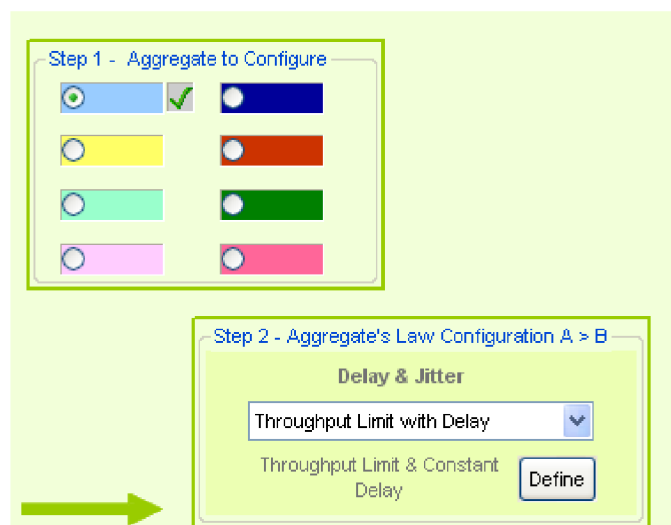 Step 1 - Aggregate to Configure
Step 2 - Aggregate's Law Configuration A > B
Delay & Jitter
Throughput Limit with Delay
Throughput Limit & Constant
Delay
Define